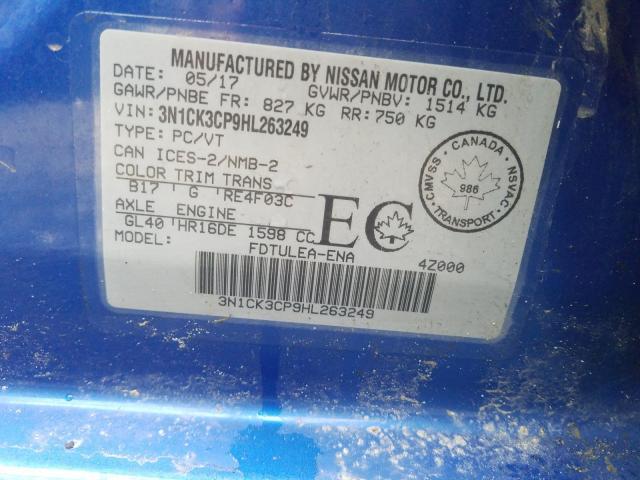 MANUFACTURED BY NISSAN MOTOR CO., LTD.
DATE: 05/17 GVWR/PNBV: 1514 KG
GAWR/PNBE FR: 827 KG RR: 750 KG
VIN: 3N1CK3CP9HL263249
TYPE: PC/VT
CAN ICES-2/NMB-2
COLOR TRIM TRANS
B17 G RE4F03C
AXLE ENGINE
GL40 HR16DE 1598 CC
MODEL: FDTULEA-ENA
4Z000
3N1CK3CP9HL263249
EC
CANADA
CMVSS · NSVAC
986
TRANSPORT